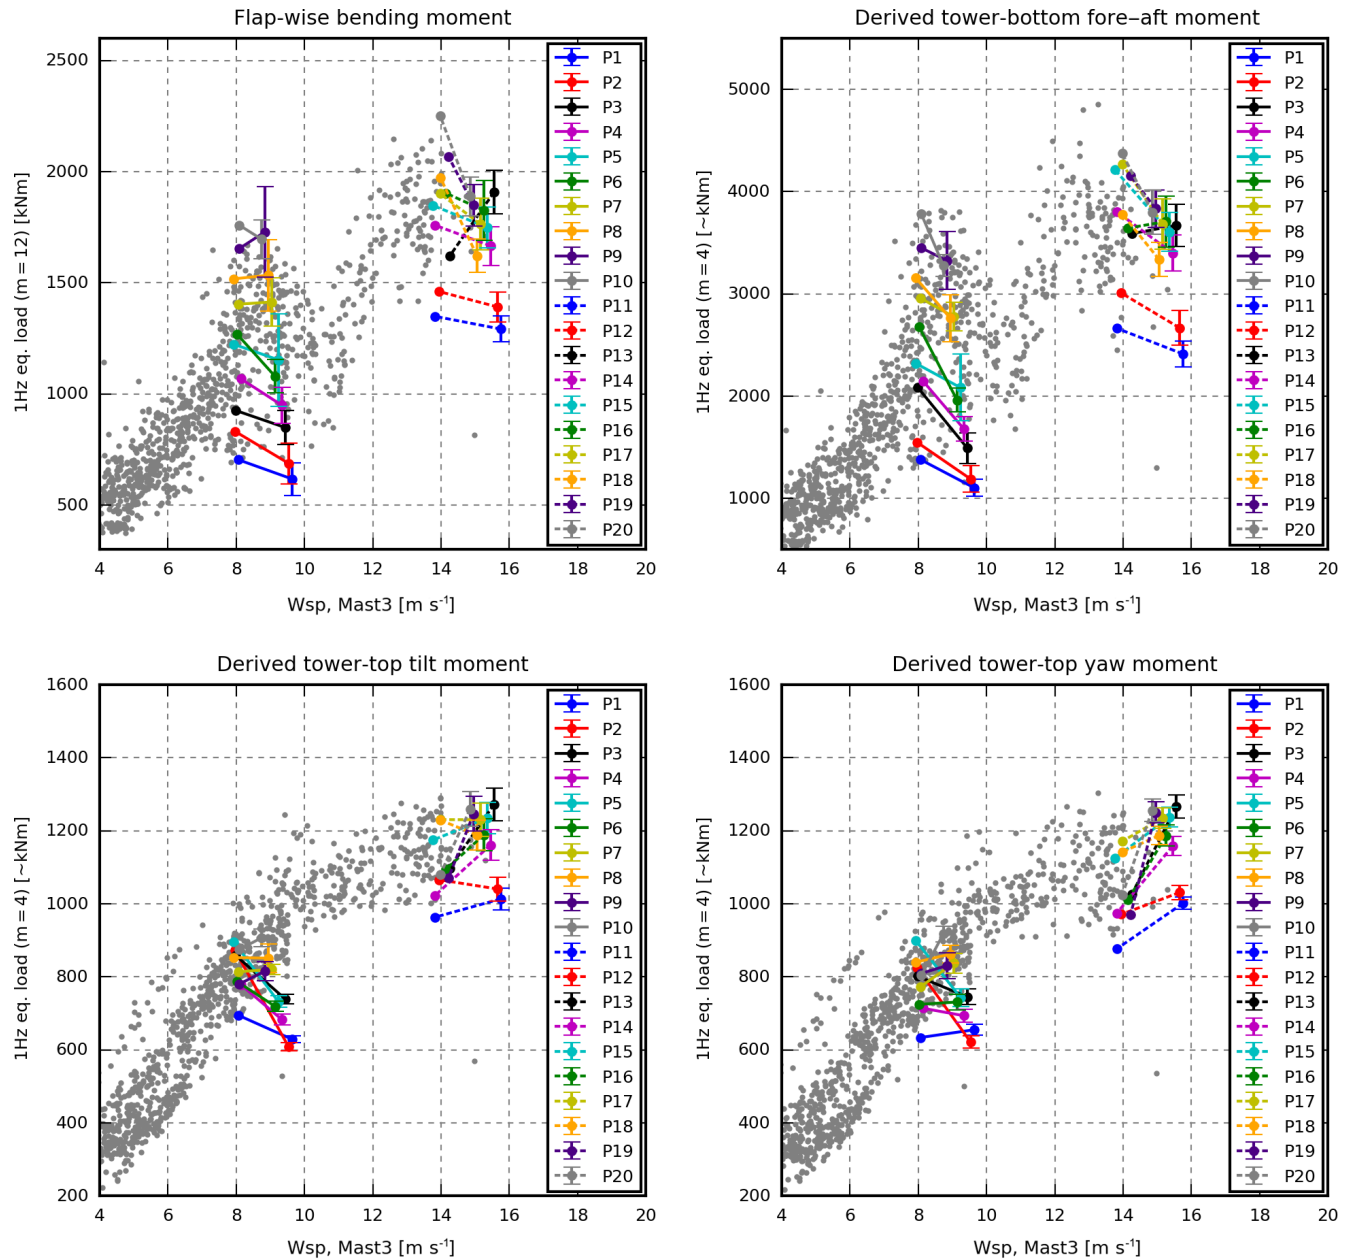 Flap-wise bending moment
1Hz eq. load (m = 12) [kNm]
2500
2000
1500
1000
500
4 6 8 10 12 14 16 18 20
Wsp, Mast3 [m s⁻¹]
P1
P2
P3
P4
P5
P6
P7
P8
P9
P10
P11
P12
P13
P14
P15
P16
P17
P18
P19
P20
Derived tower-bottom fore–aft moment
1Hz eq. load (m = 4) [~kNm]
5000
4000
3000
2000
1000
4 6 8 10 12 14 16 18 20
Wsp, Mast3 [m s⁻¹]
P1
P2
P3
P4
P5
P6
P7
P8
P9
P10
P11
P12
P13
P14
P15
P16
P17
P18
P19
P20
Derived tower-top tilt moment
1Hz eq. load (m = 4) [~kNm]
1600
1400
1200
1000
800
600
400
200
4 6 8 10 12 14 16 18 20
Wsp, Mast3 [m s⁻¹]
P1
P2
P3
P4
P5
P6
P7
P8
P9
P10
P11
P12
P13
P14
P15
P16
P17
P18
P19
P20
Derived tower-top yaw moment
1Hz eq. load (m = 4) [~kNm]
1600
1400
1200
1000
800
600
400
200
4 6 8 10 12 14 16 18 20
Wsp, Mast3 [m s⁻¹]
P1
P2
P3
P4
P5
P6
P7
P8
P9
P10
P11
P12
P13
P14
P15
P16
P17
P18
P19
P20